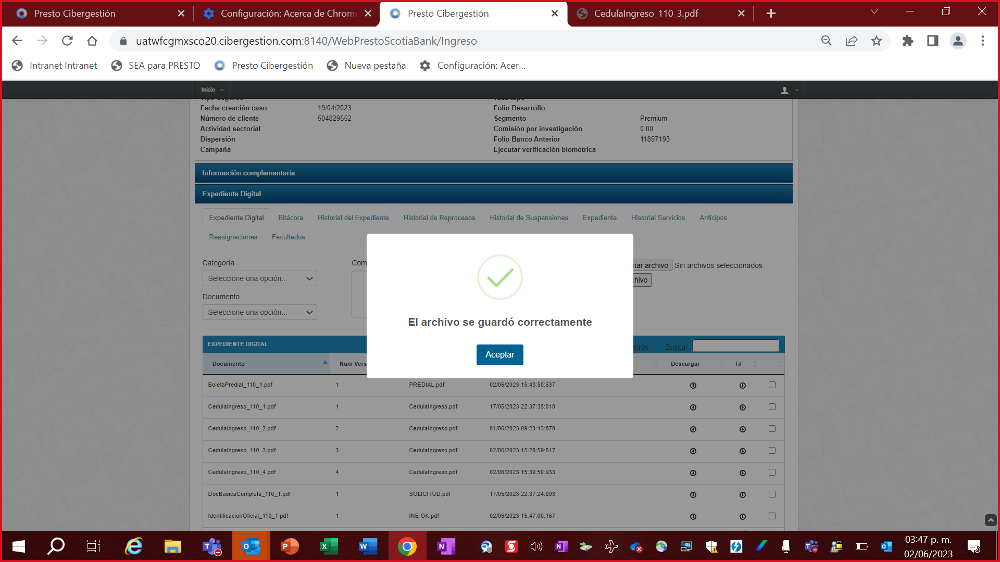 Presto Cibergestión
Configuración: Acerca de Chrome
Presto Cibergestión
CedulaIngreso_110_3.pdf
uatwfcgmxsco20.cibergestion.com:8140/WebPrestoScotiaBank/Ingreso
Intranet Intranet
SEA para PRESTO
Presto Cibergestión
Nueva pestaña
Configuración: Acer...
Inicio
Fecha creación caso 19/04/2023 Folio Desarrollo
Número de cliente 504829552 Segmento Premium
Actividad sectorial Comisión por investigación 0.00
Dispersión Folio Banco Anterior 11897193
Campaña Ejecutar verificación biométrica
Información complementaria
Expediente Digital
Expediente Digital Bitácora Historial del Expediente Historial de Reprocesos Historial de Suspensiones Expediente Historial Servicios Anticipos
Reasignaciones Facultados
Categoría Com
nar archivo Sin archivos seleccionados
Seleccione una opción...
chivo
Documento
Seleccione una opción...
El archivo se guardó correctamente
Aceptar
EXPEDIENTE DIGITAL stros Buscar:
Documento Num Vers Descargar Tif
BoletaPredial_110_1.pdf 1 PREDIAL.pdf 02/06/2023 15:43:50:637
CedulaIngreso_110_1.pdf 1 CedulaIngreso.pdf 17/05/2023 22:37:35:010
CedulaIngreso_110_2.pdf 2 CedulaIngreso.pdf 01/06/2023 09:23:13:870
CedulaIngreso_110_3.pdf 3 CedulaIngreso.pdf 02/06/2023 15:28:59:817
CedulaIngreso_110_4.pdf 4 CedulaIngreso.pdf 02/06/2023 15:39:50:933
DocBasicaCompleta_110_1.pdf 1 SOLICITUD.pdf 17/05/2023 22:37:24:893
IdentificacionOficial_110_1.pdf 1 INE OK.pdf 02/06/2023 15:47:00:167
03:47 p. m.
02/06/2023